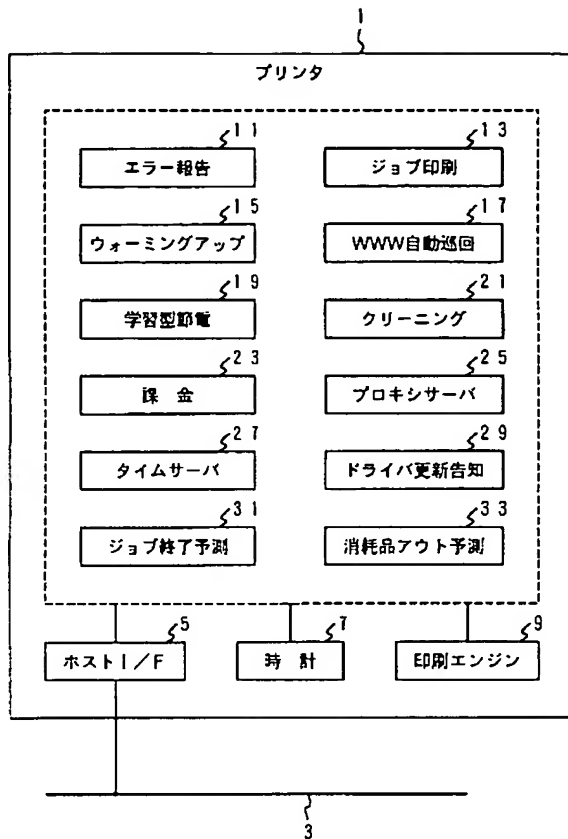 1
プリンタ
11 13
エラー報告 ジョブ印刷
15 17
ウォーミングアップ WWW自動巡回
19 21
学習型節電 クリーニング
23 25
課 金 プロキシサーバ
27 29
タイムサーバ ドライバ更新告知
31 33
ジョブ終了予測 消耗品アウト予測
5 7 9
ホストI/F 時 計 印刷エンジン
3